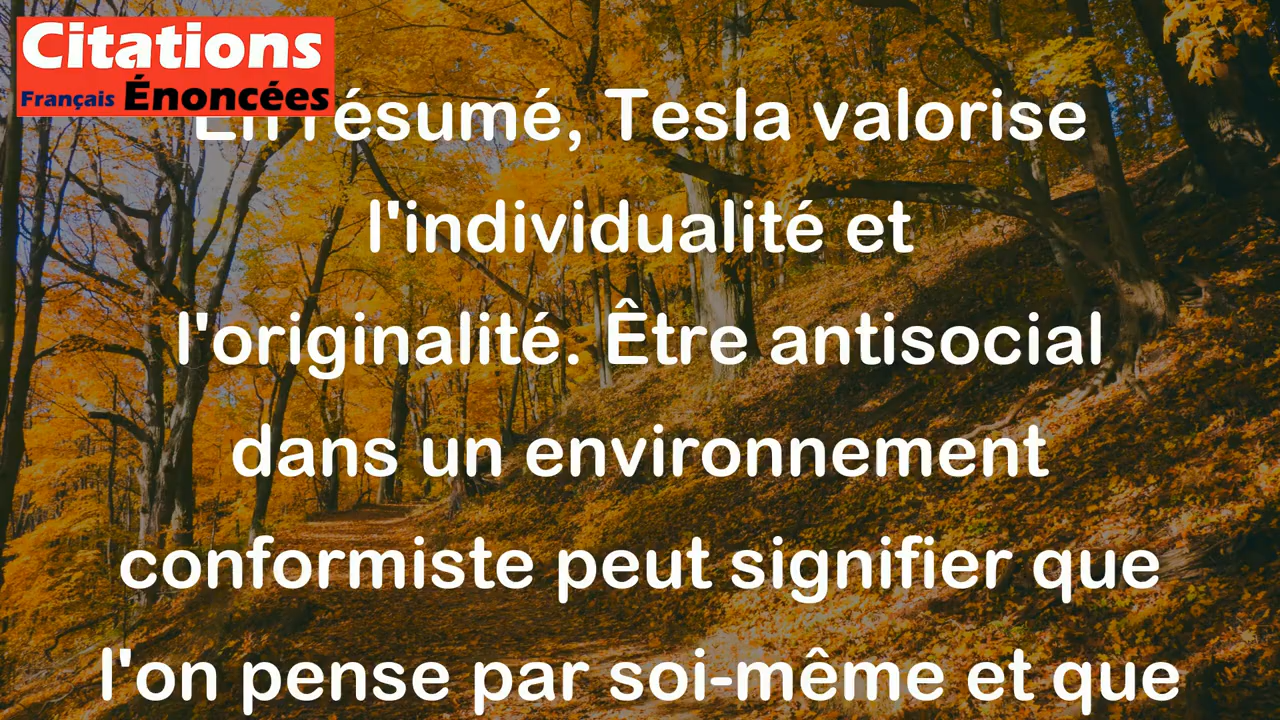 Citations
Français Énoncées
En résumé, Tesla valorise
l'individualité et
l'originalité. Être antisocial
dans un environnement
conformiste peut signifier que
l'on pense par soi-même et que